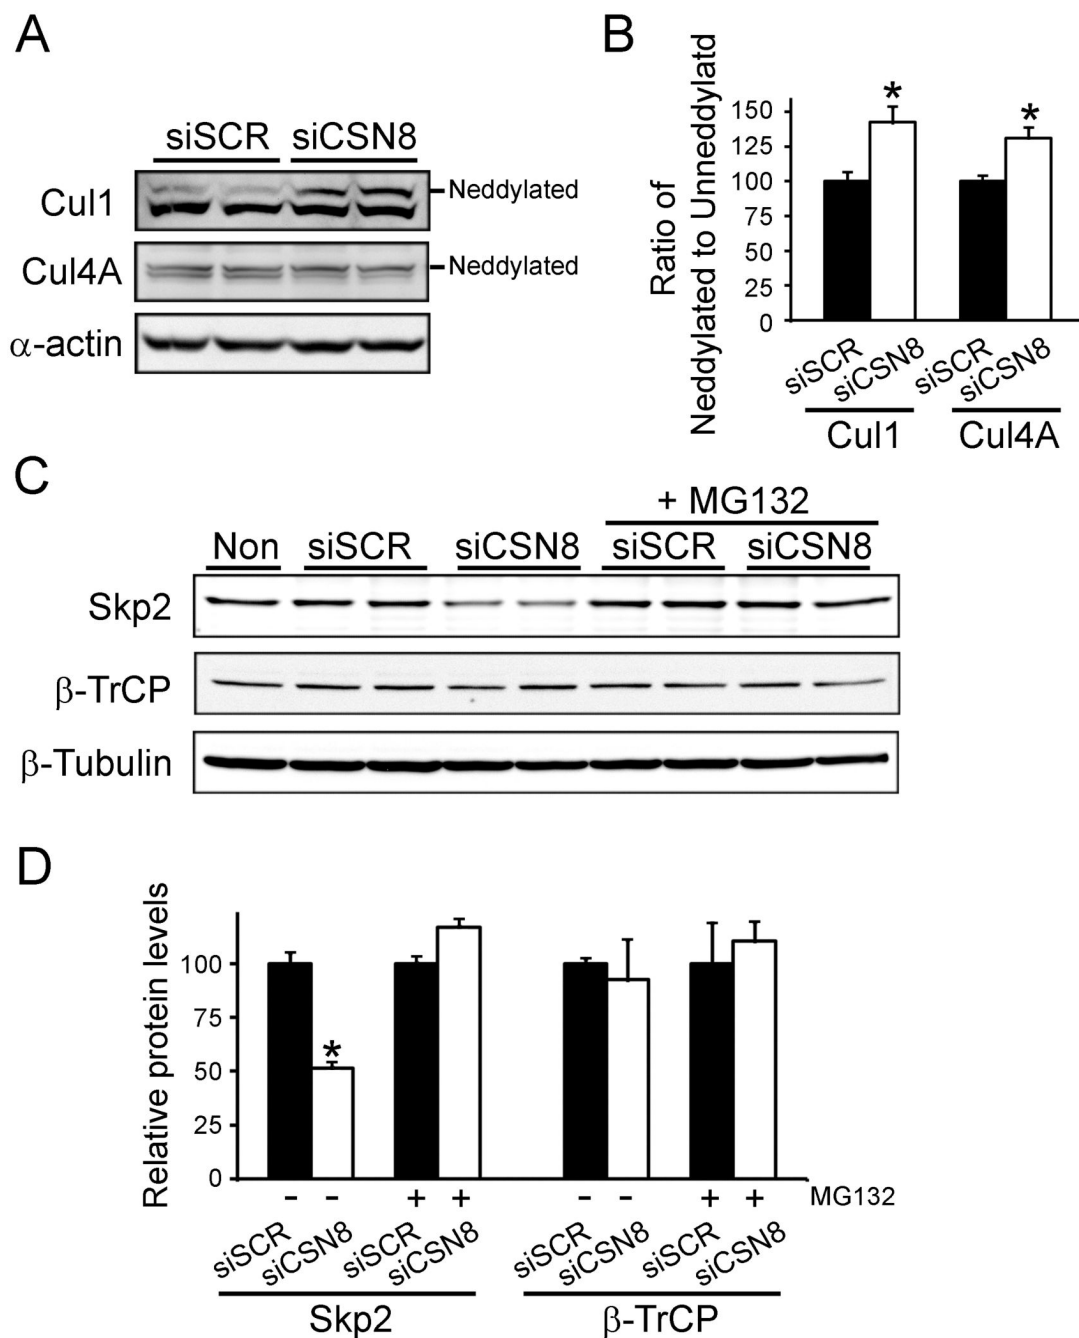 A
siSCR siCSN8
Cul1
Neddylated
Cul4A
Neddylated
α-actin
B
Ratio of
Neddylated to Unneddylatd
150
125
100
75
50
25
0
*
*
siSCR
siCSN8
siSCR
siCSN8
Cul1
Cul4A
C
+ MG132
Non siSCR siCSN8 siSCR siCSN8
Skp2
β-TrCP
β-Tubulin
D
Relative protein levels
100
75
50
25
0
*
- - + + - - + + MG132
siSCR
siCSN8
siSCR
siCSN8
siSCR
siCSN8
siSCR
siCSN8
Skp2
β-TrCP